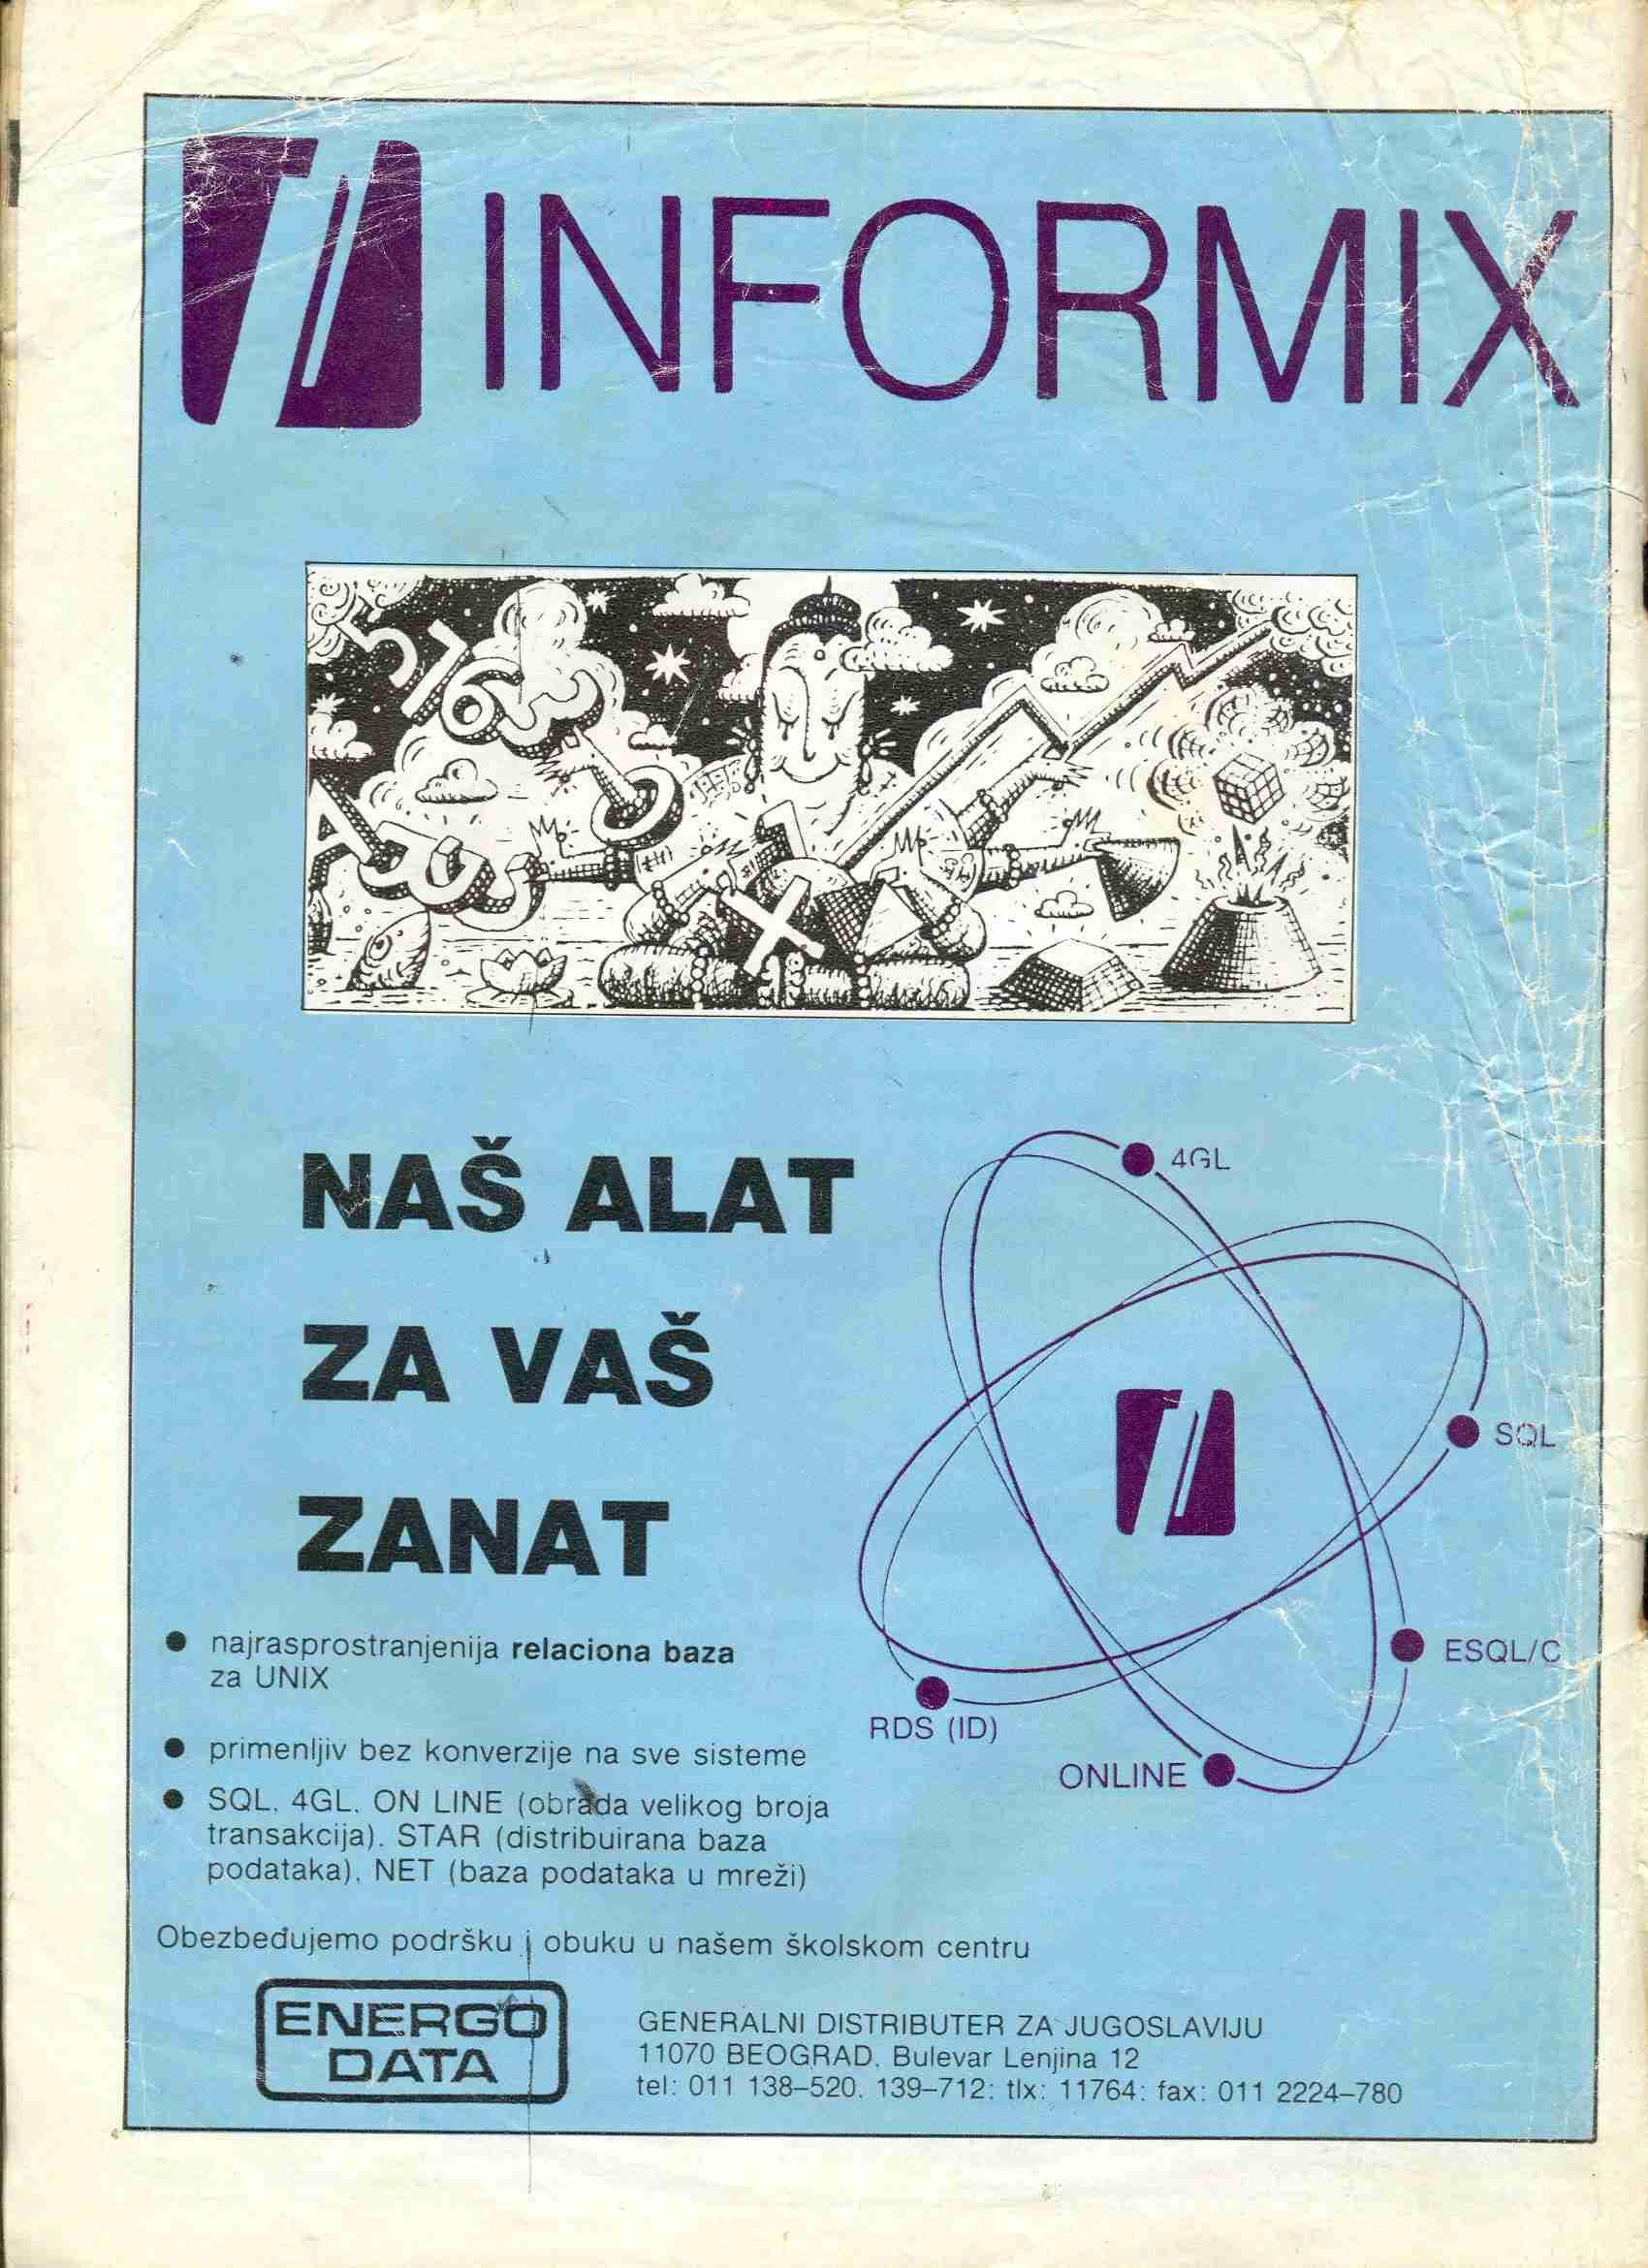 INFORMIX
NAŠ ALAT
ZA VAŠ
ZANAT
4GL
SQL
ESQL/C
RDS (ID)
ONLINE
● najrasprostranjenija relaciona baza
za UNIX
● primenljiv bez konverzije na sve sisteme
● SQL. 4GL. ON LINE (obrada velikog broja
transakcija). STAR (distribuirana baza
podataka). NET (baza podataka u mreži)
Obezbeđujemo podršku i obuku u našem školskom centru
ENERGO
DATA
GENERALNI DISTRIBUTER ZA JUGOSLAVIJU
11070 BEOGRAD. Bulevar Lenjina 12
tel: 011 138–520. 139–712: tlx: 11764: fax: 011 2224–780